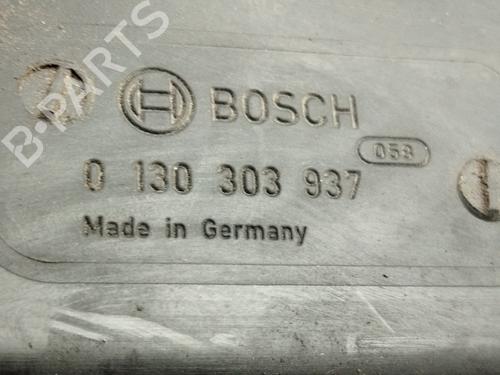 B-PARTS
BOSCH
058
0 130 303 937
Made in Germany